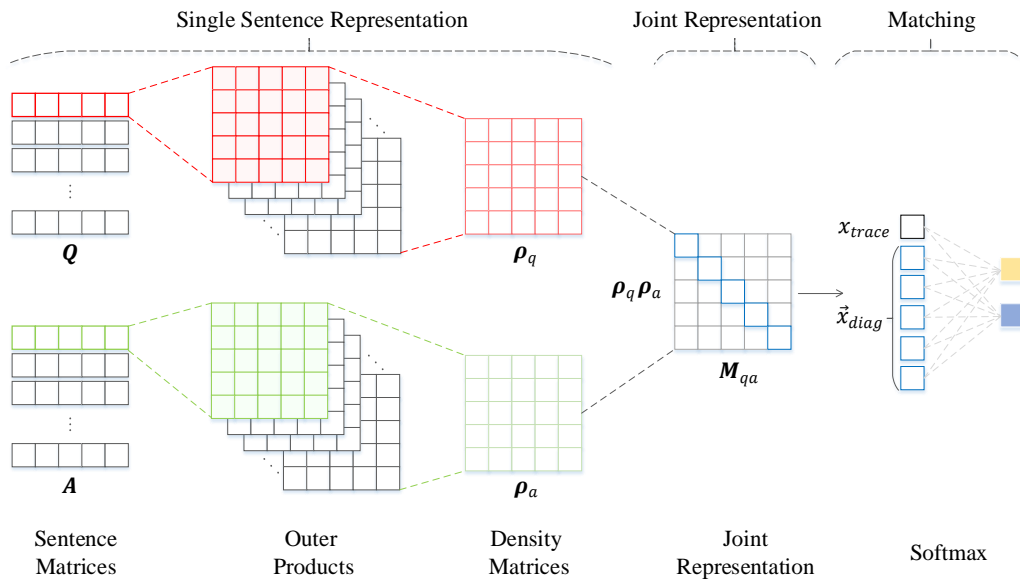 Single Sentence Representation
Joint Representation
Matching
Q
ρq
A
ρa
ρqρa
Mqa
xtrace
x⃗diag
Sentence
Matrices
Outer
Products
Density
Matrices
Joint
Representation
Softmax